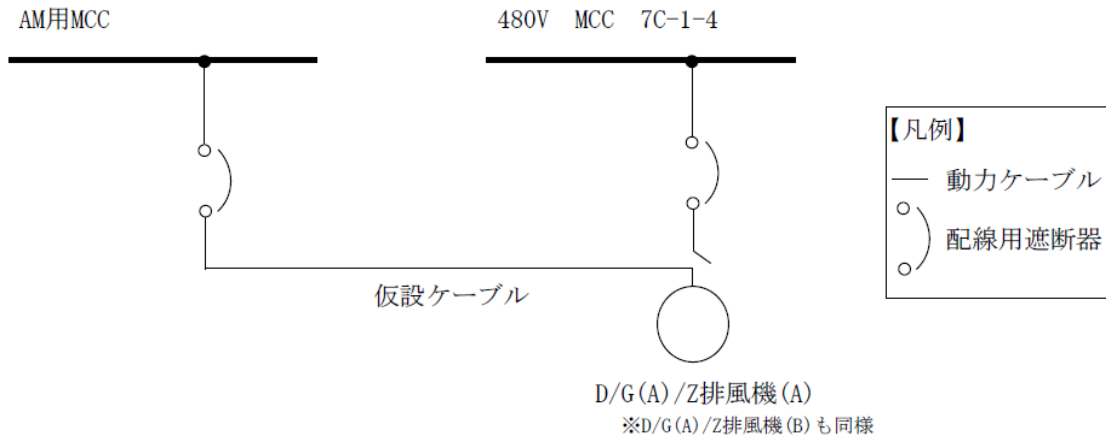 AM用MCC
480V MCC 7C-1-4
【凡例】
動力ケーブル
配線用遮断器
仮設ケーブル
D/G(A)/Z排風機(A)
※D/G(A)/Z排風機(B)も同様